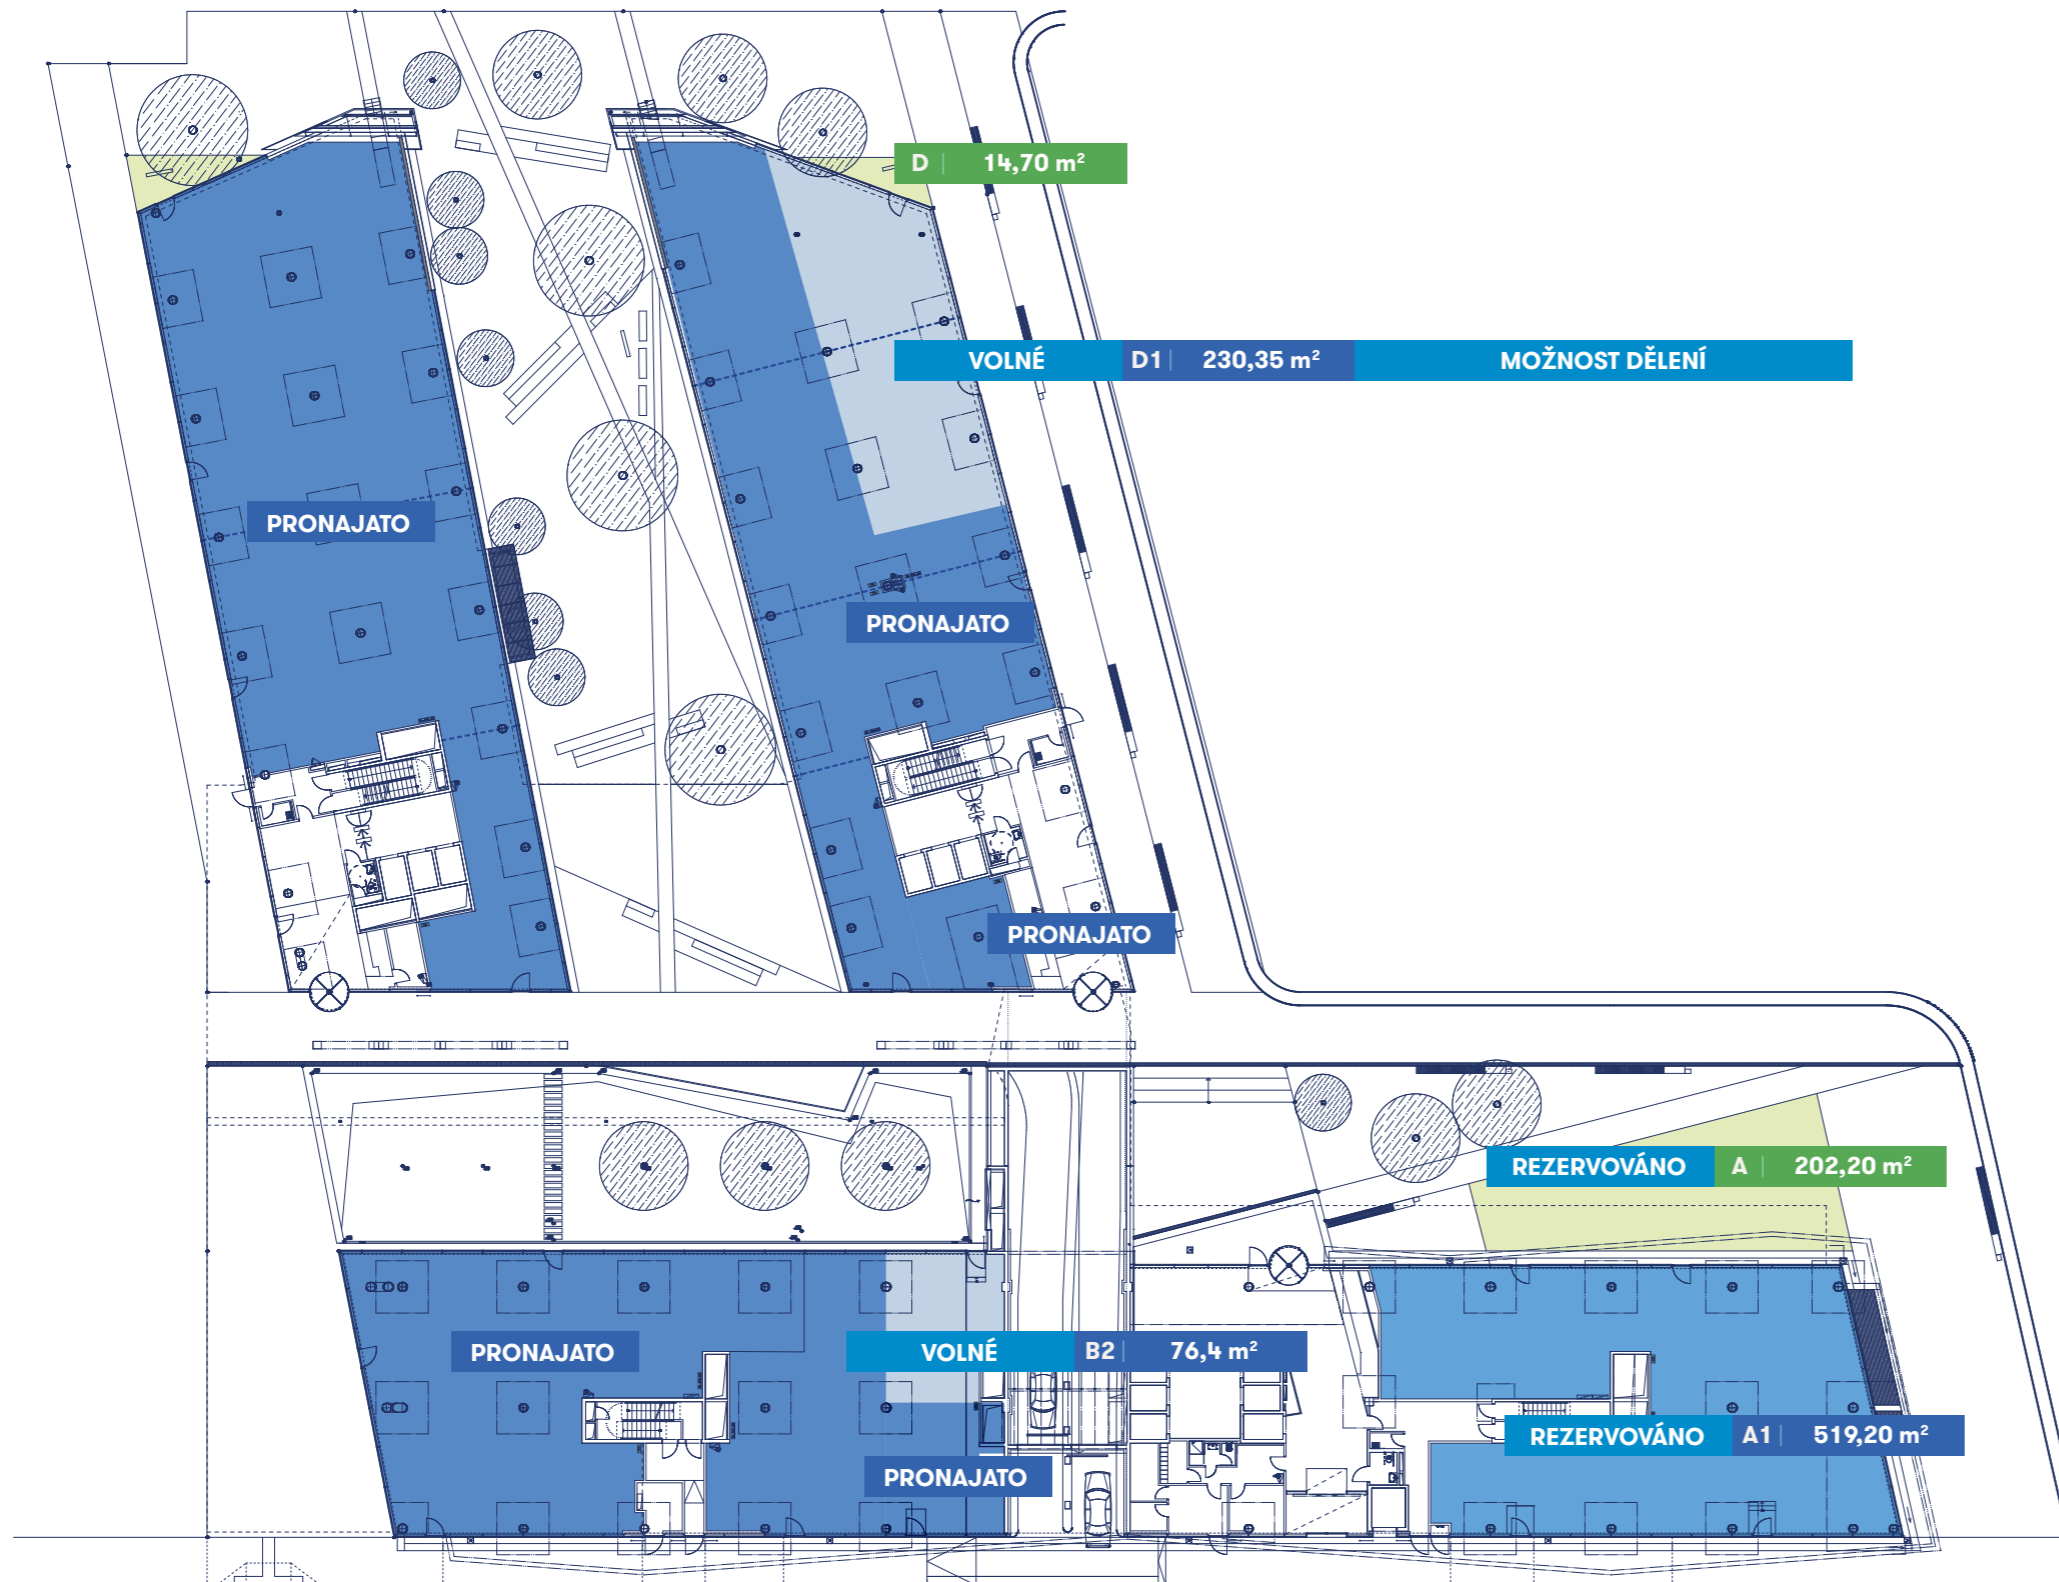 D | 14,70 m²
VOLNÉ D1 | 230,35 m² MOŽNOST DĚLENÍ
PRONAJATO
PRONAJATO
PRONAJATO
REZERVOVÁNO A | 202,20 m²
PRONAJATO
VOLNÉ B2 | 76,4 m²
REZERVOVÁNO A1 | 519,20 m²
PRONAJATO